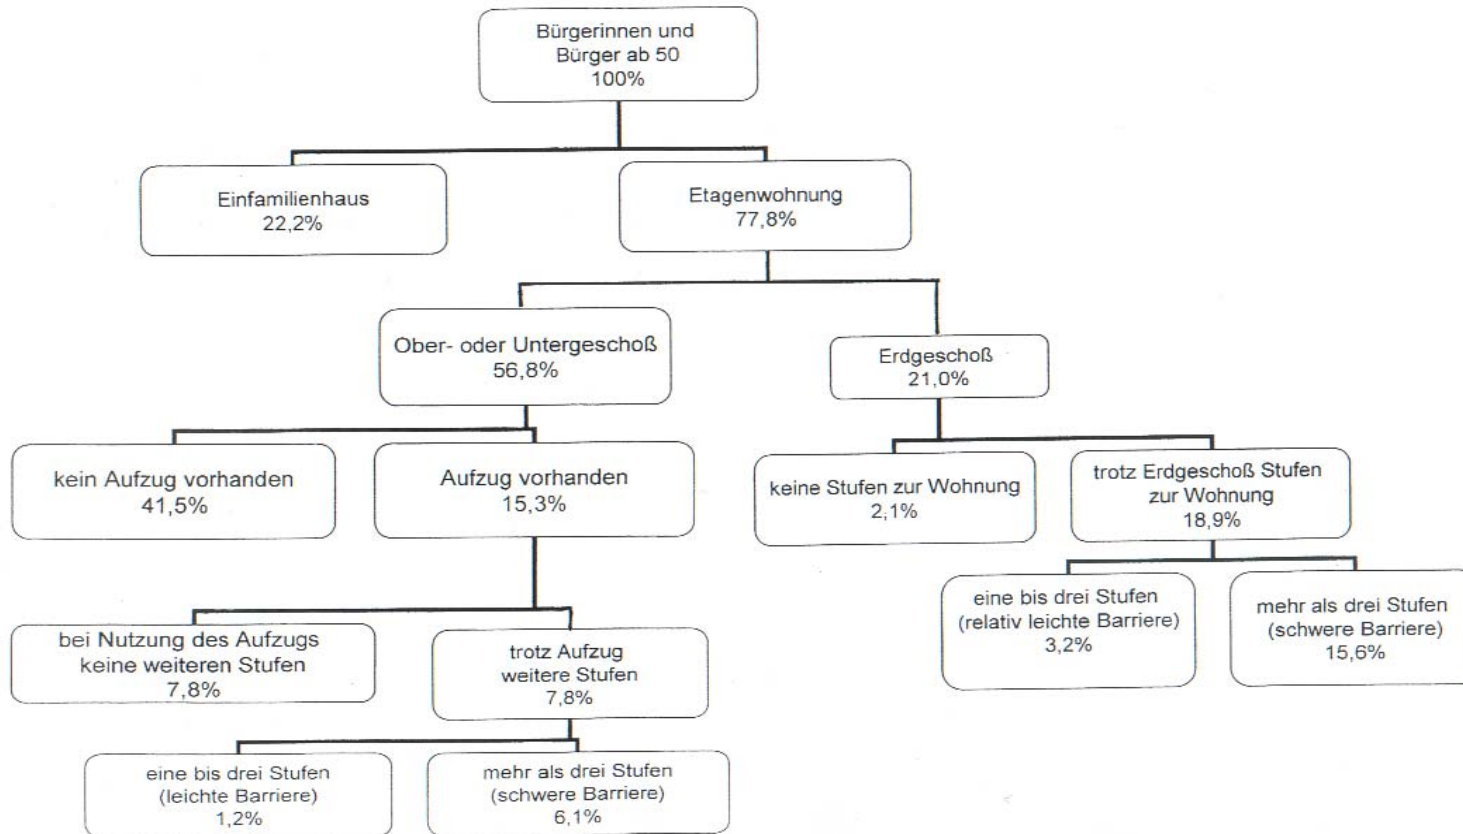 Bürgerinnen und
Bürger ab 50
100%
Einfamilienhaus
22,2%
Etagenwohnung
77,8%
Ober- oder Untergeschoß
56,8%
Erdgeschoß
21,0%
kein Aufzug vorhanden
41,5%
Aufzug vorhanden
15,3%
keine Stufen zur Wohnung
2,1%
trotz Erdgeschoß Stufen
zur Wohnung
18,9%
bei Nutzung des Aufzugs
keine weiteren Stufen
7,8%
trotz Aufzug
weitere Stufen
7,8%
eine bis drei Stufen
(relativ leichte Barriere)
3,2%
mehr als drei Stufen
(schwere Barriere)
15,6%
eine bis drei Stufen
(leichte Barriere)
1,2%
mehr als drei Stufen
(schwere Barriere)
6,1%